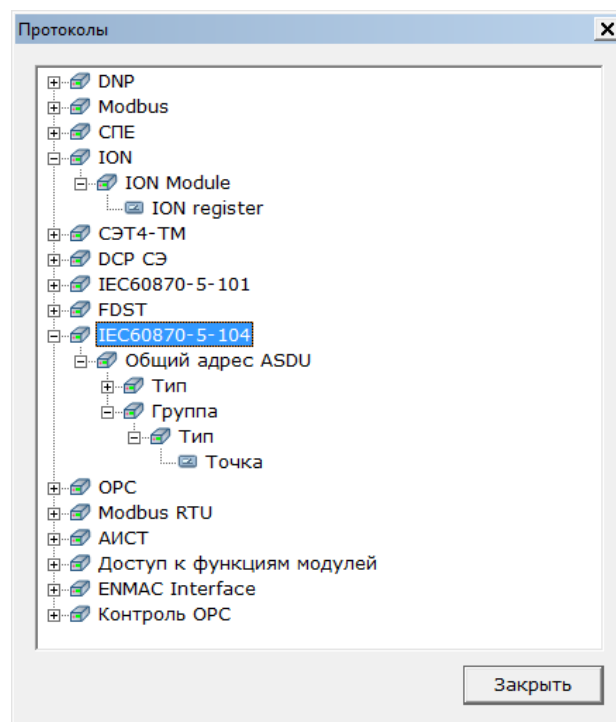 Протоколы
DNP
Modbus
СПЕ
ION
ION Module
ION register
СЭТ4-ТМ
DCP СЭ
IEC60870-5-101
FDST
IEC60870-5-104
Общий адрес ASDU
Тип
Группа
Тип
Точка
OPC
Modbus RTU
АИСТ
Доступ к функциям модулей
ENMAC Interface
Контроль OPC
Закрыть